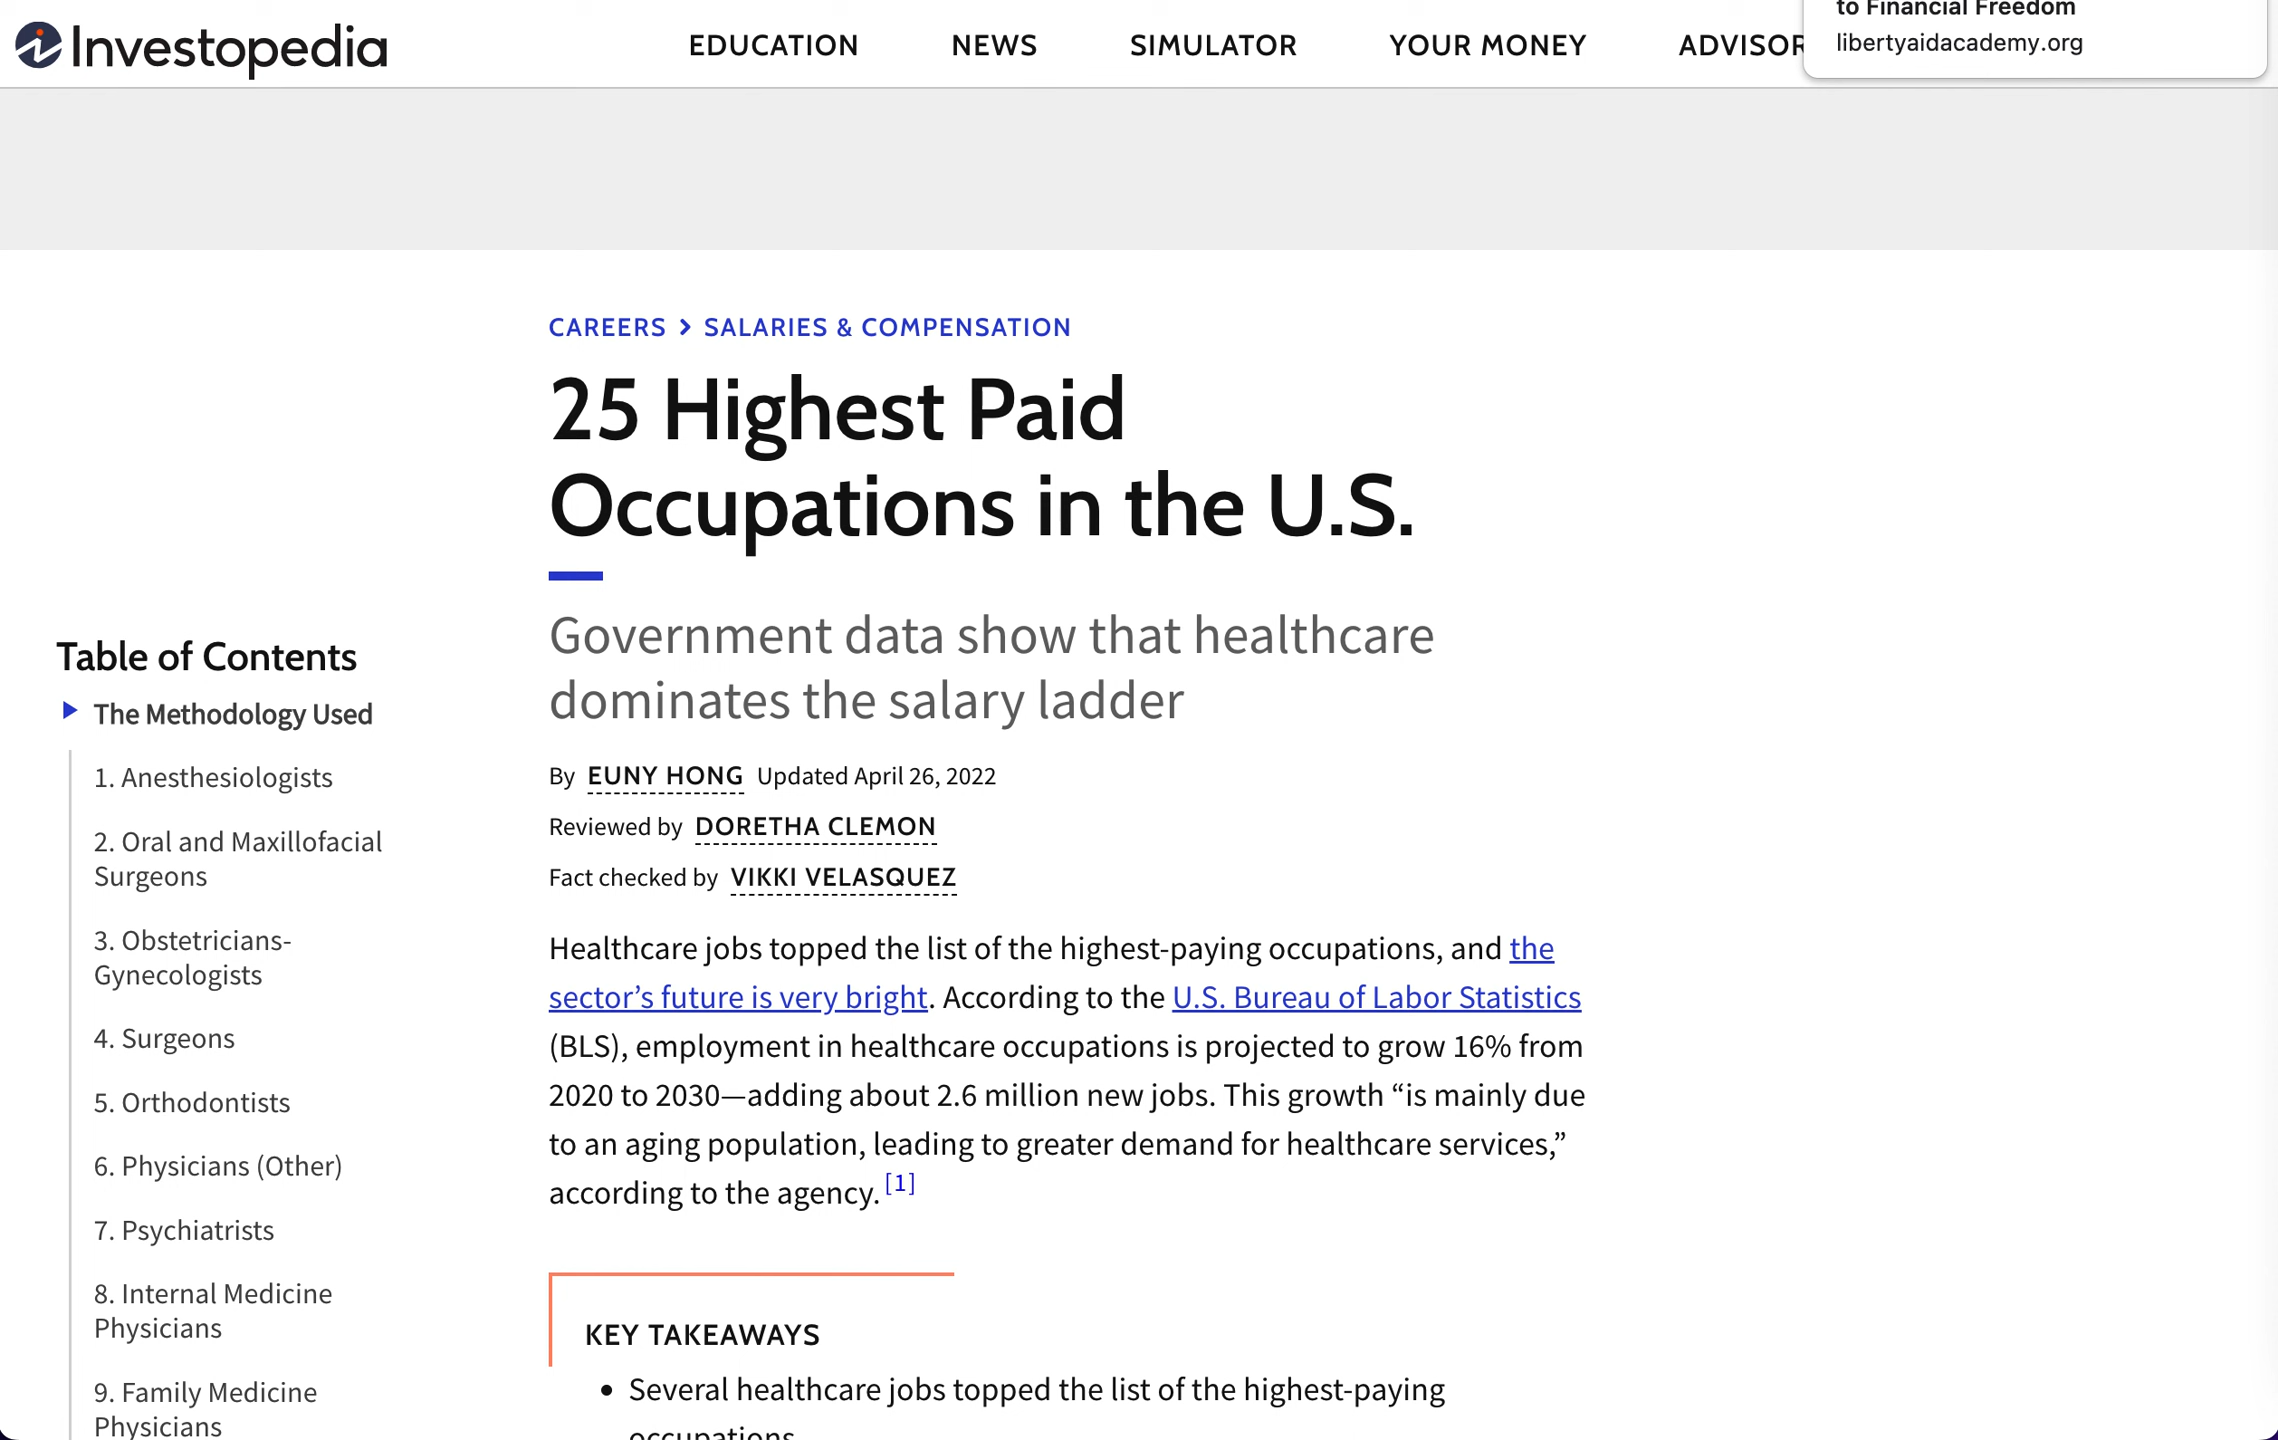 Investopedia
EDUCATION
NEWS
SIMULATOR
YOUR MONEY
ADVISOR
to Financial Freedom
libertyaidacademy.org
CAREERS > SALARIES & COMPENSATION
25 Highest Paid
Occupations in the U.S.
Government data show that healthcare
dominates the salary ladder
By EUNY HONG Updated April 26, 2022
Reviewed by DORETHA CLEMON
Fact checked by VIKKI VELASQUEZ
Table of Contents
The Methodology Used
1. Anesthesiologists
2. Oral and Maxillofacial
Surgeons
3. Obstetricians-
Gynecologists
4. Surgeons
5. Orthodontists
6. Physicians (Other)
7. Psychiatrists
8. Internal Medicine
Physicians
9. Family Medicine
Physicians
Healthcare jobs topped the list of the highest-paying occupations, and the
sector’s future is very bright. According to the U.S. Bureau of Labor Statistics
(BLS), employment in healthcare occupations is projected to grow 16% from
2020 to 2030—adding about 2.6 million new jobs. This growth “is mainly due
to an aging population, leading to greater demand for healthcare services,”
according to the agency. [1]
KEY TAKEAWAYS
• Several healthcare jobs topped the list of the highest-paying
occupations.